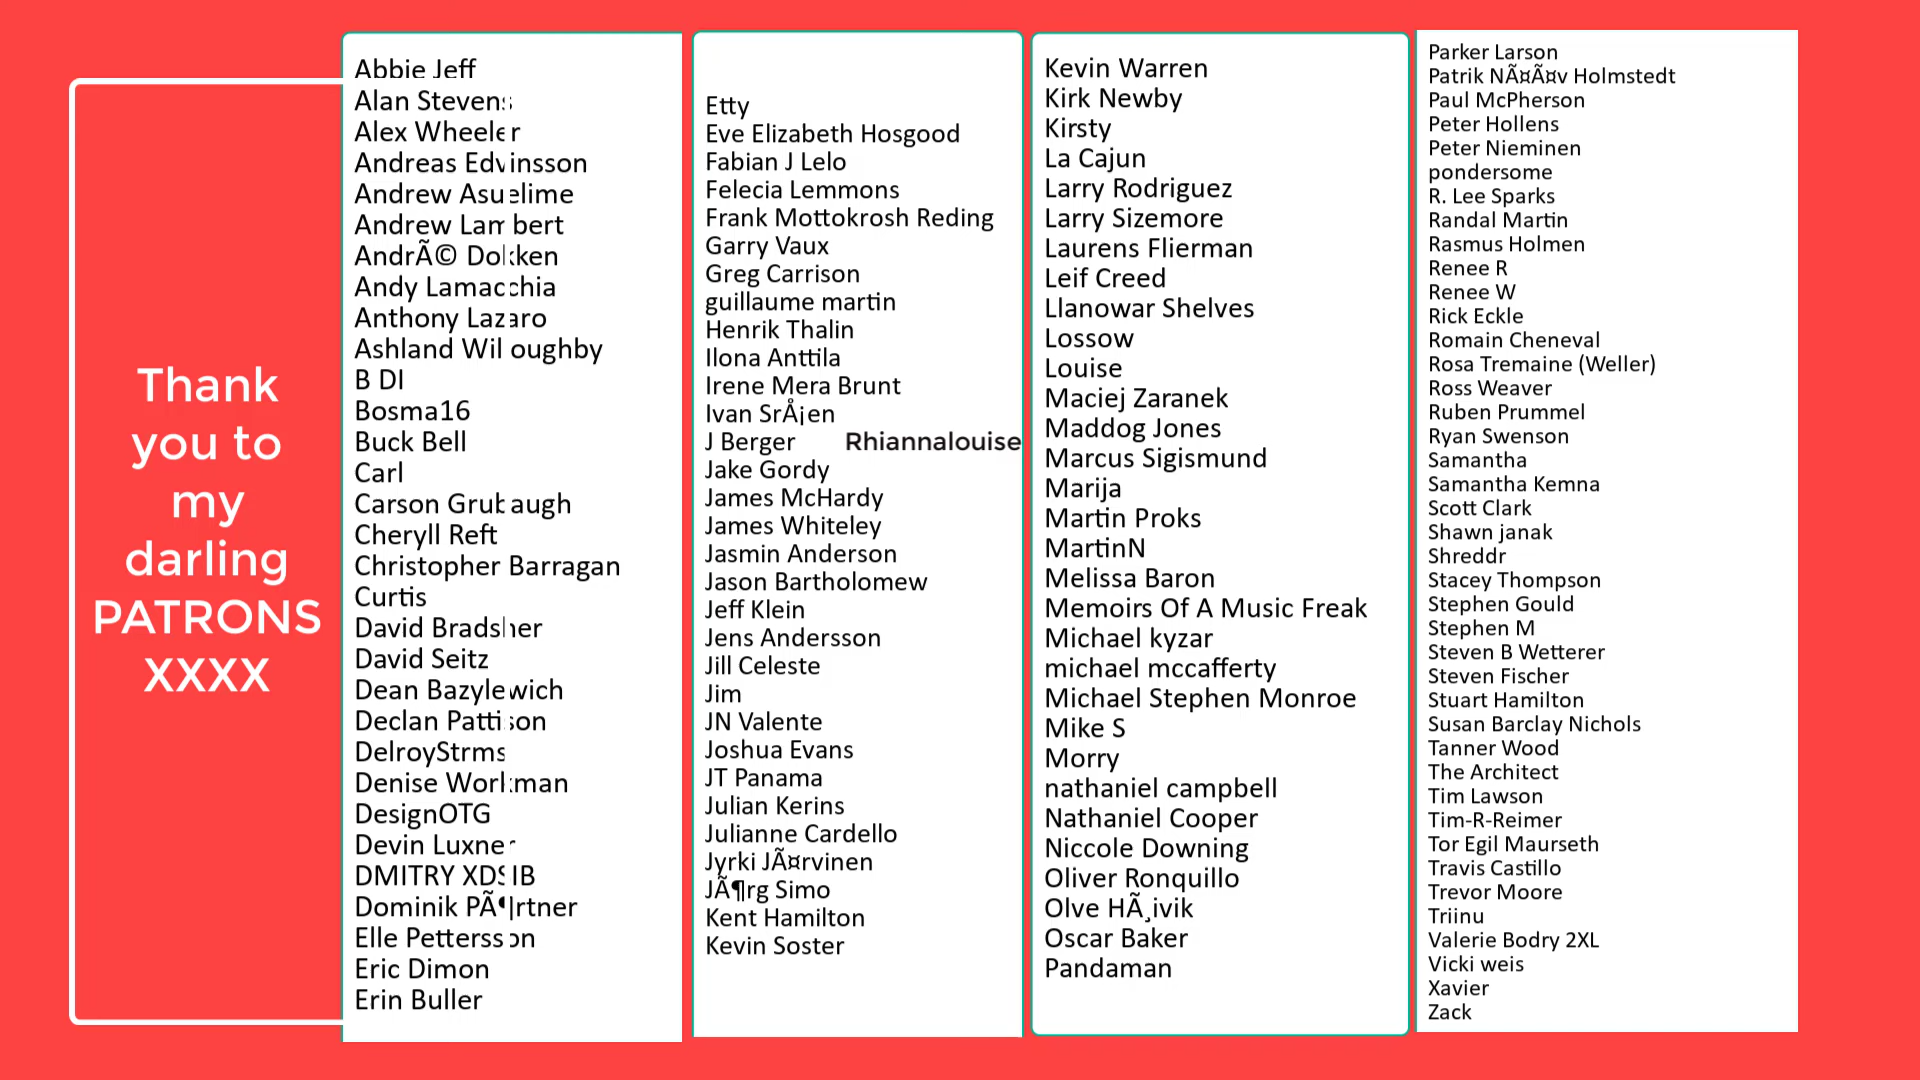 Thank
you to
my
darling
PATRONS
XXXX
Abbie Jeff
Alan Stevens
Alex Wheeler
Andreas Edvinsson
Andrew Asuelime
Andrew Lambert
AndrÃ© Dokken
Andy Lamacchia
Anthony Lazaro
Ashland Willoughby
B DI
Bosma16
Buck Bell
Carl
Carson Grubaugh
Cheryll Reft
Christopher Barragan
Curtis
David Bradsher
David Seitz
Dean Bazylewich
Declan Pattison
DelroyStrms
Denise Workman
DesignOTG
Devin Luxner
DMITRY XDSIB
Dominik PÃ¶rtner
Elle Pettersson
Eric Dimon
Erin Buller
Etty
Eve Elizabeth Hosgood
Fabian J Lelo
Felecia Lemmons
Frank Mottokrosh Reding
Garry Vaux
Greg Carrison
guillaume martin
Henrik Thalin
Ilona Anttila
Irene Mera Brunt
Ivan SrÅ¡en
J Berger Rhiannalouise
Jake Gordy
James McHardy
James Whiteley
Jasmin Anderson
Jason Bartholomew
Jeff Klein
Jens Andersson
Jill Celeste
Jim
JN Valente
Joshua Evans
JT Panama
Julian Kerins
Julianne Cardello
Jyrki JÃ¤rvinen
JÃ¶rg Simo
Kent Hamilton
Kevin Soster
Kevin Warren
Kirk Newby
Kirsty
La Cajun
Larry Rodriguez
Larry Sizemore
Laurens Flierman
Leif Creed
Llanowar Shelves
Lossow
Louise
Maciej Zaranek
Maddog Jones
Marcus Sigismund
Marija
Martin Proks
MartinN
Melissa Baron
Memoirs Of A Music Freak
Michael kyzar
michael mccafferty
Michael Stephen Monroe
Mike S
Morry
nathaniel campbell
Nathaniel Cooper
Niccole Downing
Oliver Ronquillo
Olve HÃ¸ivik
Oscar Baker
Pandaman
Parker Larson
Patrik NÃ¤Ã¤v Holmstedt
Paul McPherson
Peter Hollens
Peter Nieminen
pondersome
R. Lee Sparks
Randal Martin
Rasmus Holmen
Renee R
Renee W
Rick Eckle
Romain Cheneval
Rosa Tremaine (Weller)
Ross Weaver
Ruben Prummel
Ryan Swenson
Samantha
Samantha Kemna
Scott Clark
Shawn janak
Shreddr
Stacey Thompson
Stephen Gould
Stephen M
Steven B Wetterer
Steven Fischer
Stuart Hamilton
Susan Barclay Nichols
Tanner Wood
The Architect
Tim Lawson
Tim-R-Reimer
Tor Egil Maurseth
Travis Castillo
Trevor Moore
Triinu
Valerie Bodry 2XL
Vicki weis
Xavier
Zack